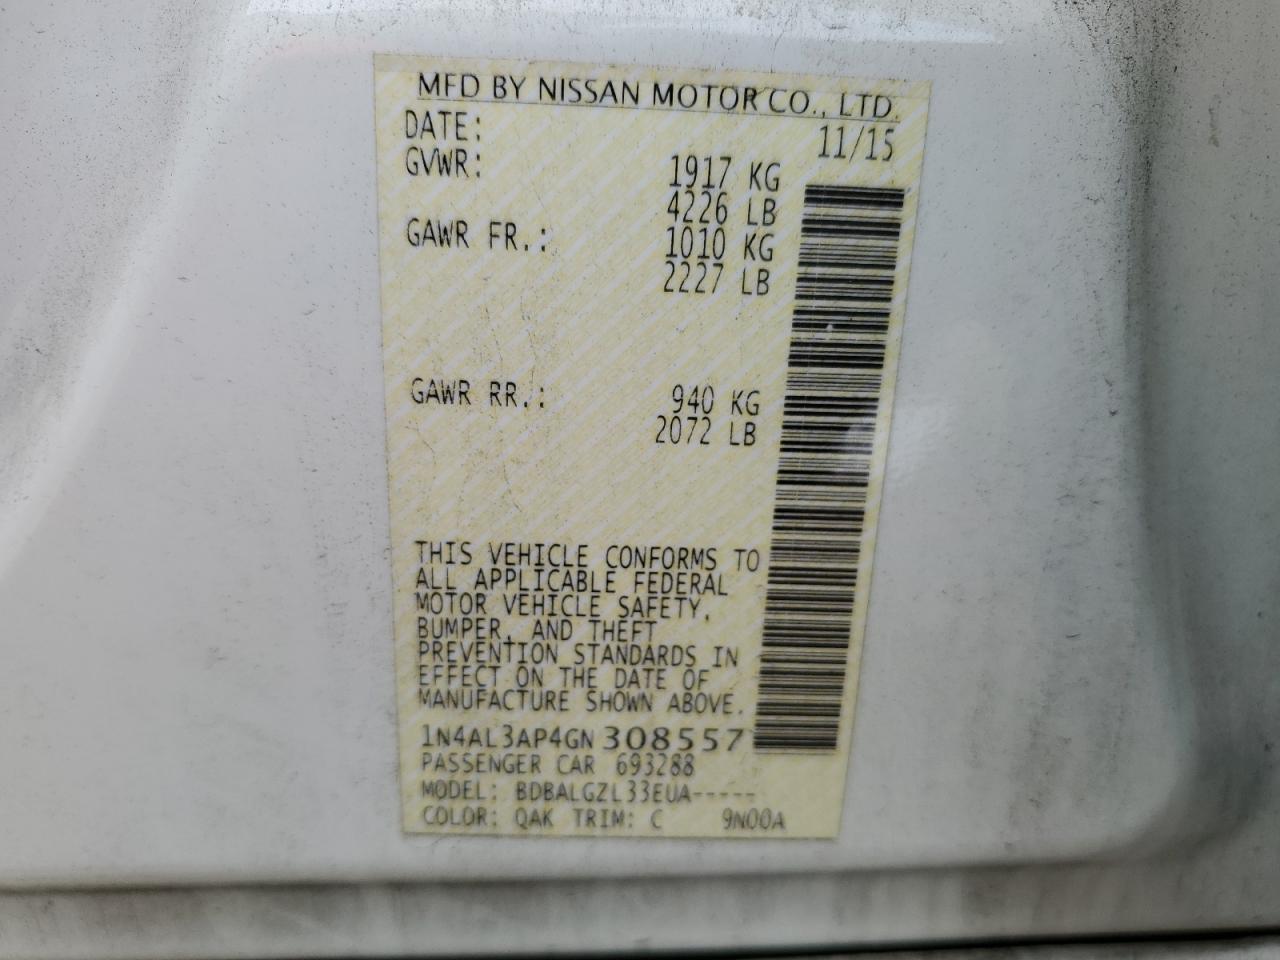 MFD BY NISSAN MOTOR CO., LTD.
DATE: 11/15
GVWR: 1917 KG
4226 LB
GAWR FR.: 1010 KG
2227 LB
GAWR RR.: 940 KG
2072 LB
THIS VEHICLE CONFORMS TO
ALL APPLICABLE FEDERAL
MOTOR VEHICLE SAFETY,
BUMPER, AND THEFT
PREVENTION STANDARDS IN
EFFECT ON THE DATE OF
MANUFACTURE SHOWN ABOVE.
1N4AL3AP4GN308557
PASSENGER CAR 693288
MODEL: BDBALGZL33EUA-----
COLOR: QAK TRIM: C 9N00A